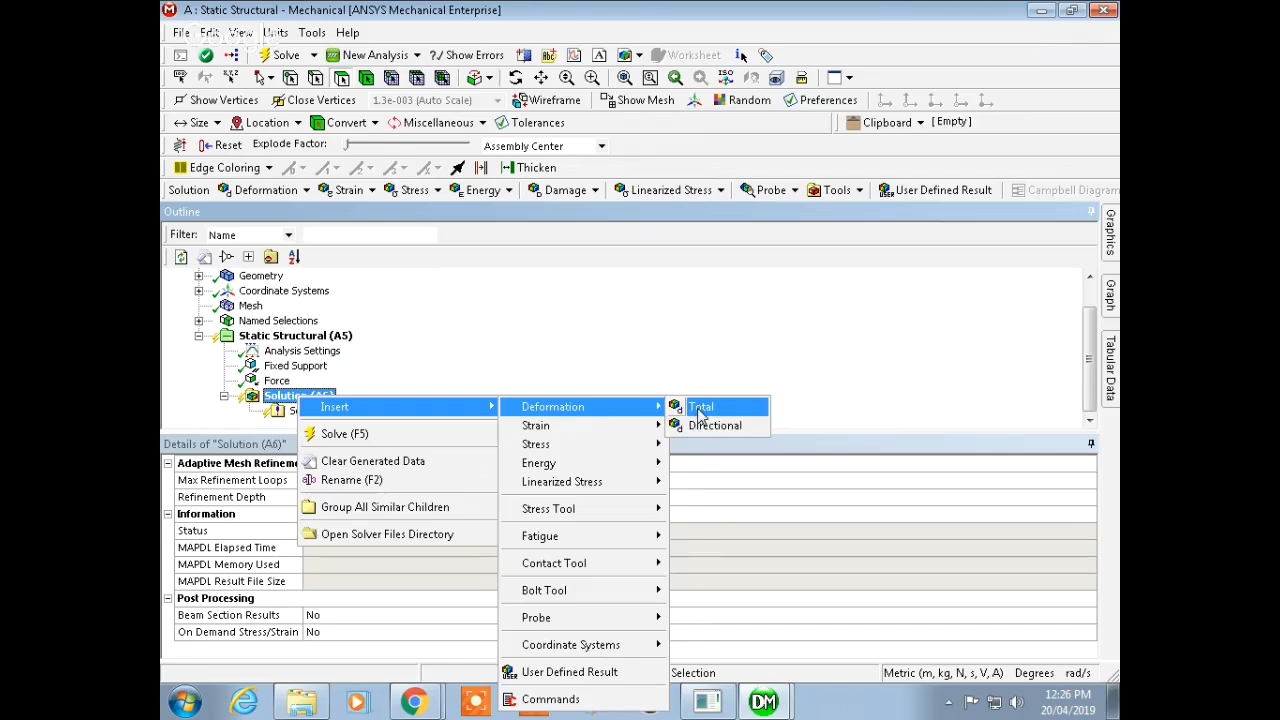 A : Static Structural - Mechanical [ANSYS Mechanical Enterprise]
File Edit View Units Tools Help
Solve New Analysis ?/ Show Errors Worksheet
Show Vertices Close Vertices 1.3e-003 (Auto Scale) Wireframe Show Mesh Random Preferences
Size Location Convert Miscellaneous Tolerances Clipboard [Empty]
Reset Explode Factor: Assembly Center
Edge Coloring Thicken
Solution Deformation Strain Stress Energy Damage Linearized Stress Probe Tools User Defined Result Campbell Diagram
Outline
Filter: Name
Geometry
Coordinate Systems
Mesh
Named Selections
Static Structural (A5)
Analysis Settings
Fixed Support
Force
Solution (A6)
Insert
Solve (F5)
Clear Generated Data
Rename (F2)
Group All Similar Children
Open Solver Files Directory
Deformation
Strain
Stress
Energy
Linearized Stress
Stress Tool
Fatigue
Contact Tool
Bolt Tool
Probe
Coordinate Systems
User Defined Result
Commands
Total
Directional
Details of "Solution (A6)"
Adaptive Mesh Refinem
Max Refinement Loops
Refinement Depth
Information
Status
MAPDL Elapsed Time
MAPDL Memory Used
MAPDL Result File Size
Post Processing
Beam Section Results No
On Demand Stress/Strain No
Graphics
Graph
Tabular Data
Selection Metric (m, kg, N, s, V, A) Degrees rad/s
DM
12:26 PM
20/04/2019